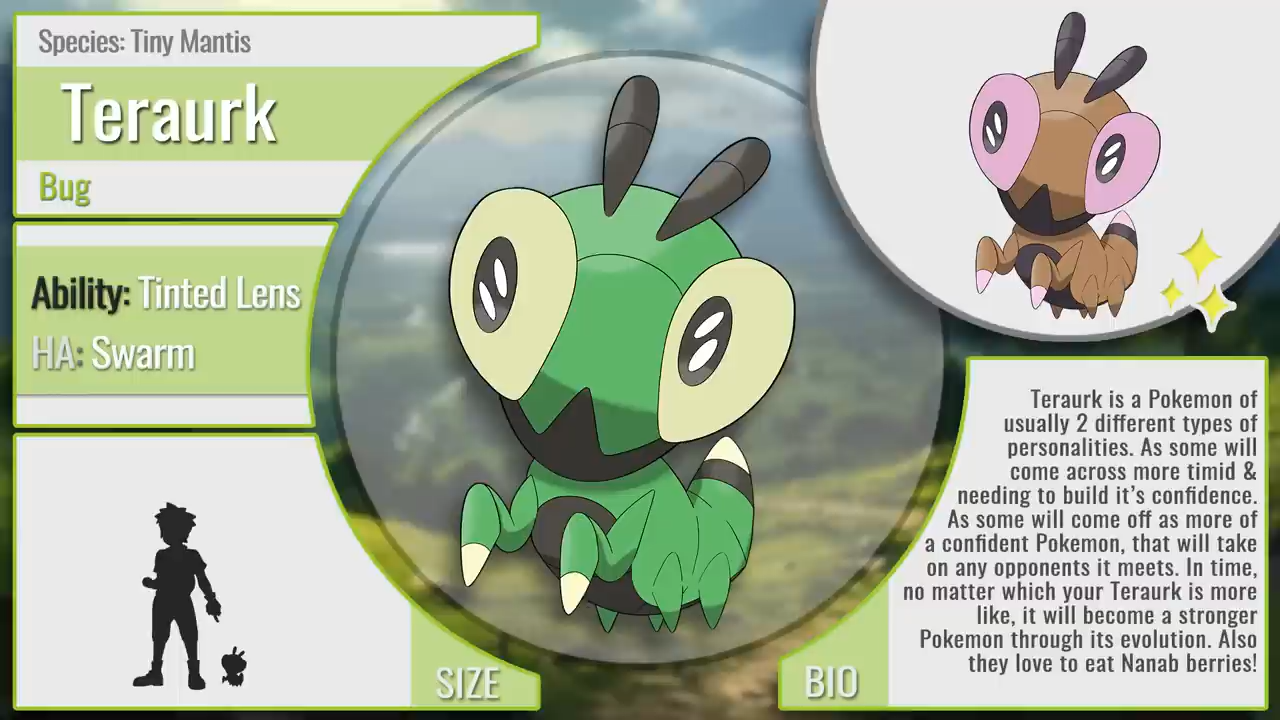 Species: Tiny Mantis
Teraurk
Bug
Ability: Tinted Lens
HA: Swarm
SIZE
BIO
Teraurk is a Pokemon of
usually 2 different types of
personalities. As some will
come across more timid &
needing to build it's confidence.
As some will come off as more of
a confident Pokemon, that will take
on any opponents it meets. In time,
no matter which your Teraurk is more
like, it will become a stronger
Pokemon through its evolution. Also
they love to eat Nanab berries!